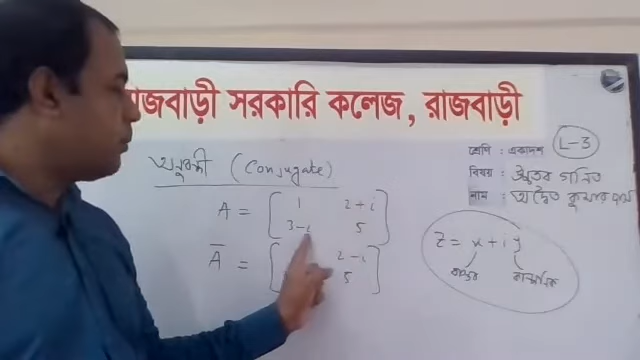 রাজবাড়ী সরকারি কলেজ, রাজবাড়ী
শ্রেণি : একাদশ
L-3
বিষয় : উচ্চতর গণিত
নাম : অদ্বৈত কুমার দাস
অনুবন্ধী (Conjugate)
A = [ 1 2+i
3-i 5 ]
Ā = [ 2-i
5 ]
Z = x + i y
বাস্তব কাল্পনিক